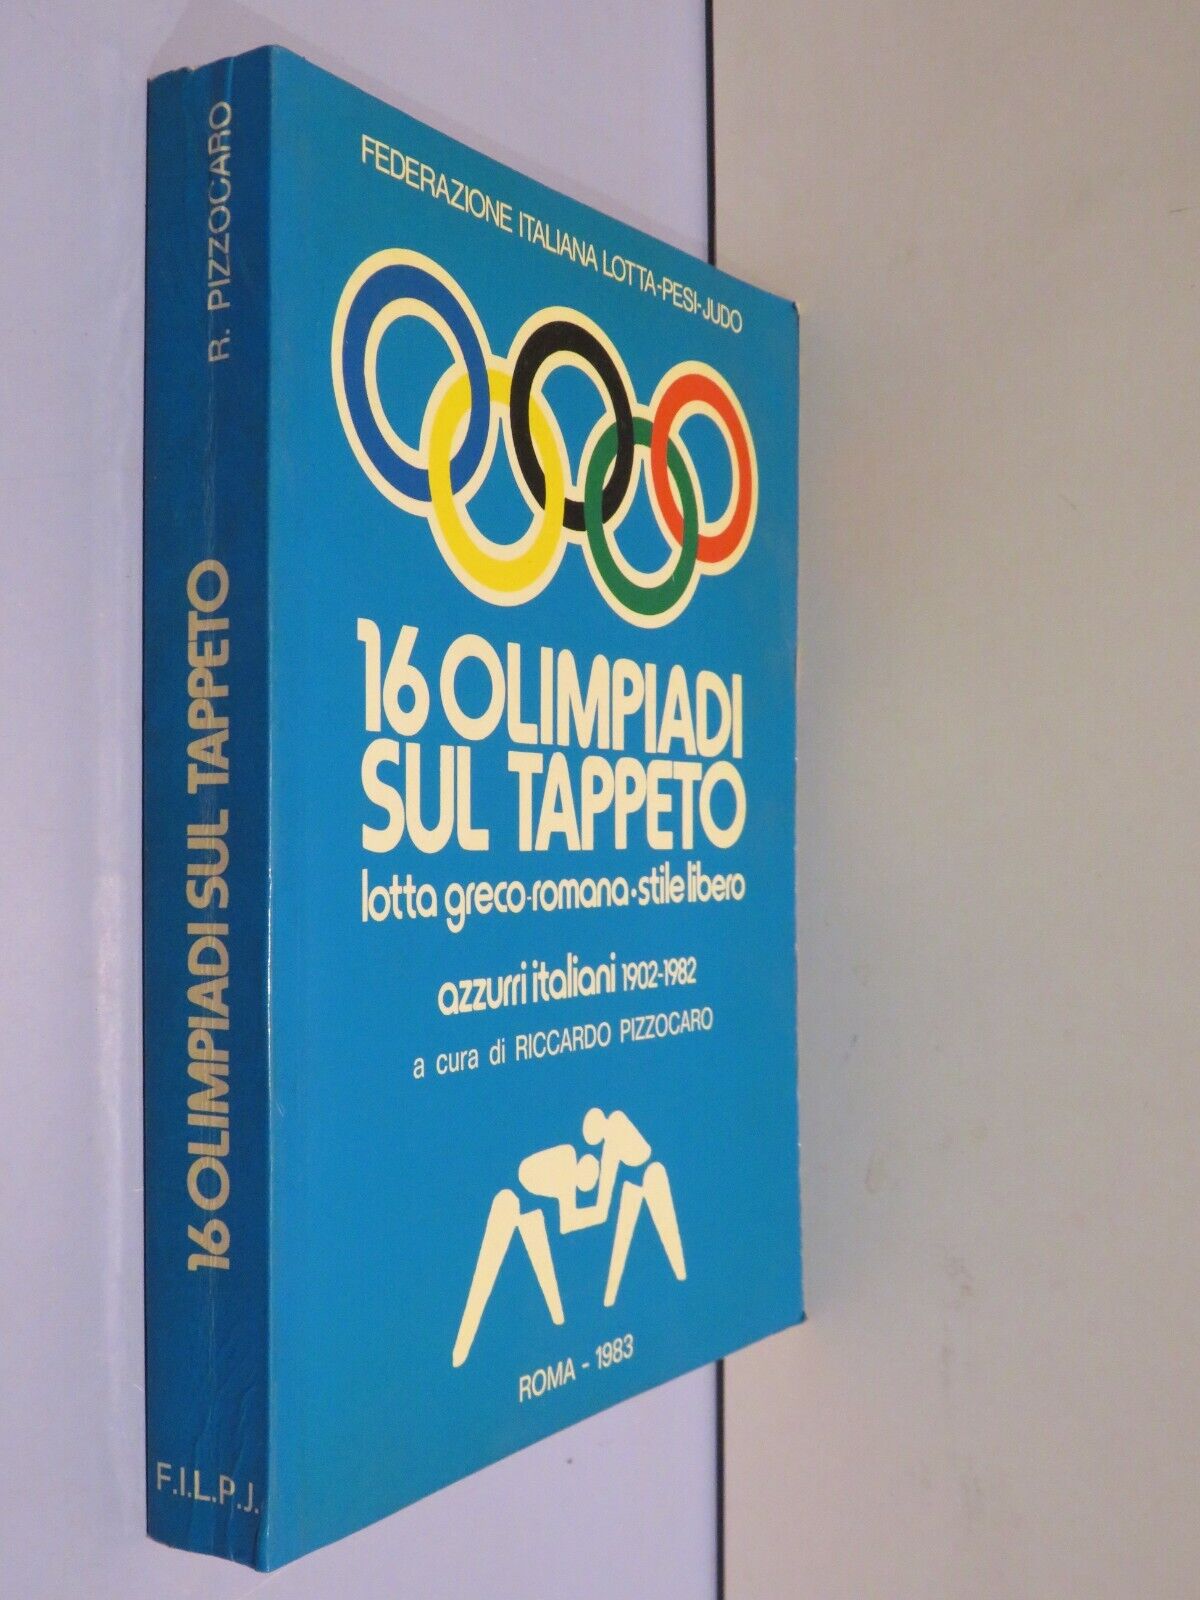 R. PIZZOCARO
16 OLIMPIADI SUL TAPPETO
F.I.L.P.J.
FEDERAZIONE ITALIANA LOTTA-PESI-JUDO
16 OLIMPIADI
SUL TAPPETO
lotta greco-romana•stile libero
azzurri italiani 1902-1982
a cura di RICCARDO PIZZOCARO
ROMA - 1983